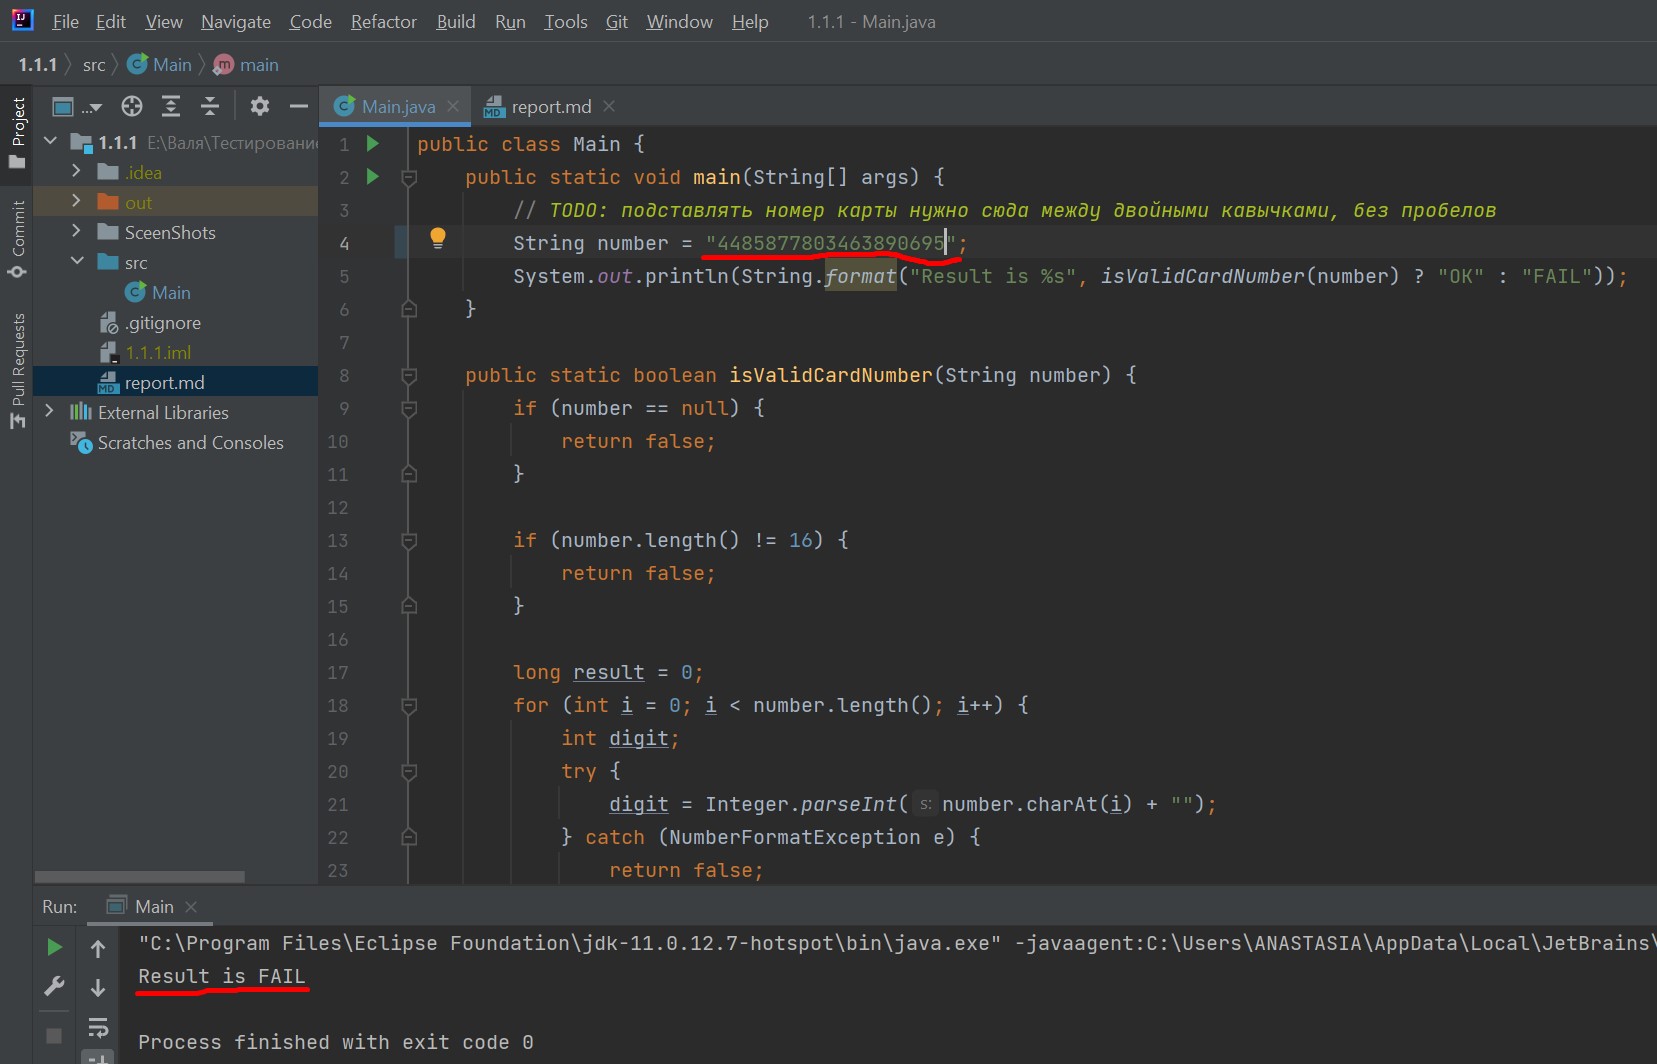 File Edit View Navigate Code Refactor Build Run Tools Git Window Help 1.1.1 - Main.java
1.1.1 src Main main
Project
Commit
Pull Requests
...
1.1.1 E:\Валя\Тестирование
.idea
out
SceenShots
src
Main
.gitignore
1.1.1.iml
report.md
External Libraries
Scratches and Consoles
Main.java report.md
1 public class Main {
2 public static void main(String[] args) {
3 // TODO: подставлять номер карты нужно сюда между двойными кавычками, без пробелов
4 String number = "4485877803463890695";
5 System.out.println(String.format("Result is %s", isValidCardNumber(number) ? "OK" : "FAIL"));
6 }
7
8 public static boolean isValidCardNumber(String number) {
9 if (number == null) {
10 return false;
11 }
12
13 if (number.length() != 16) {
14 return false;
15 }
16
17 long result = 0;
18 for (int i = 0; i < number.length(); i++) {
19 int digit;
20 try {
21 digit = Integer.parseInt( s: number.charAt(i) + "");
22 } catch (NumberFormatException e) {
23 return false;
Run: Main
"C:\Program Files\Eclipse Foundation\jdk-11.0.12.7-hotspot\bin\java.exe" -javaagent:C:\Users\ANASTASIA\AppData\Local\JetBrains\
Result is FAIL
Process finished with exit code 0